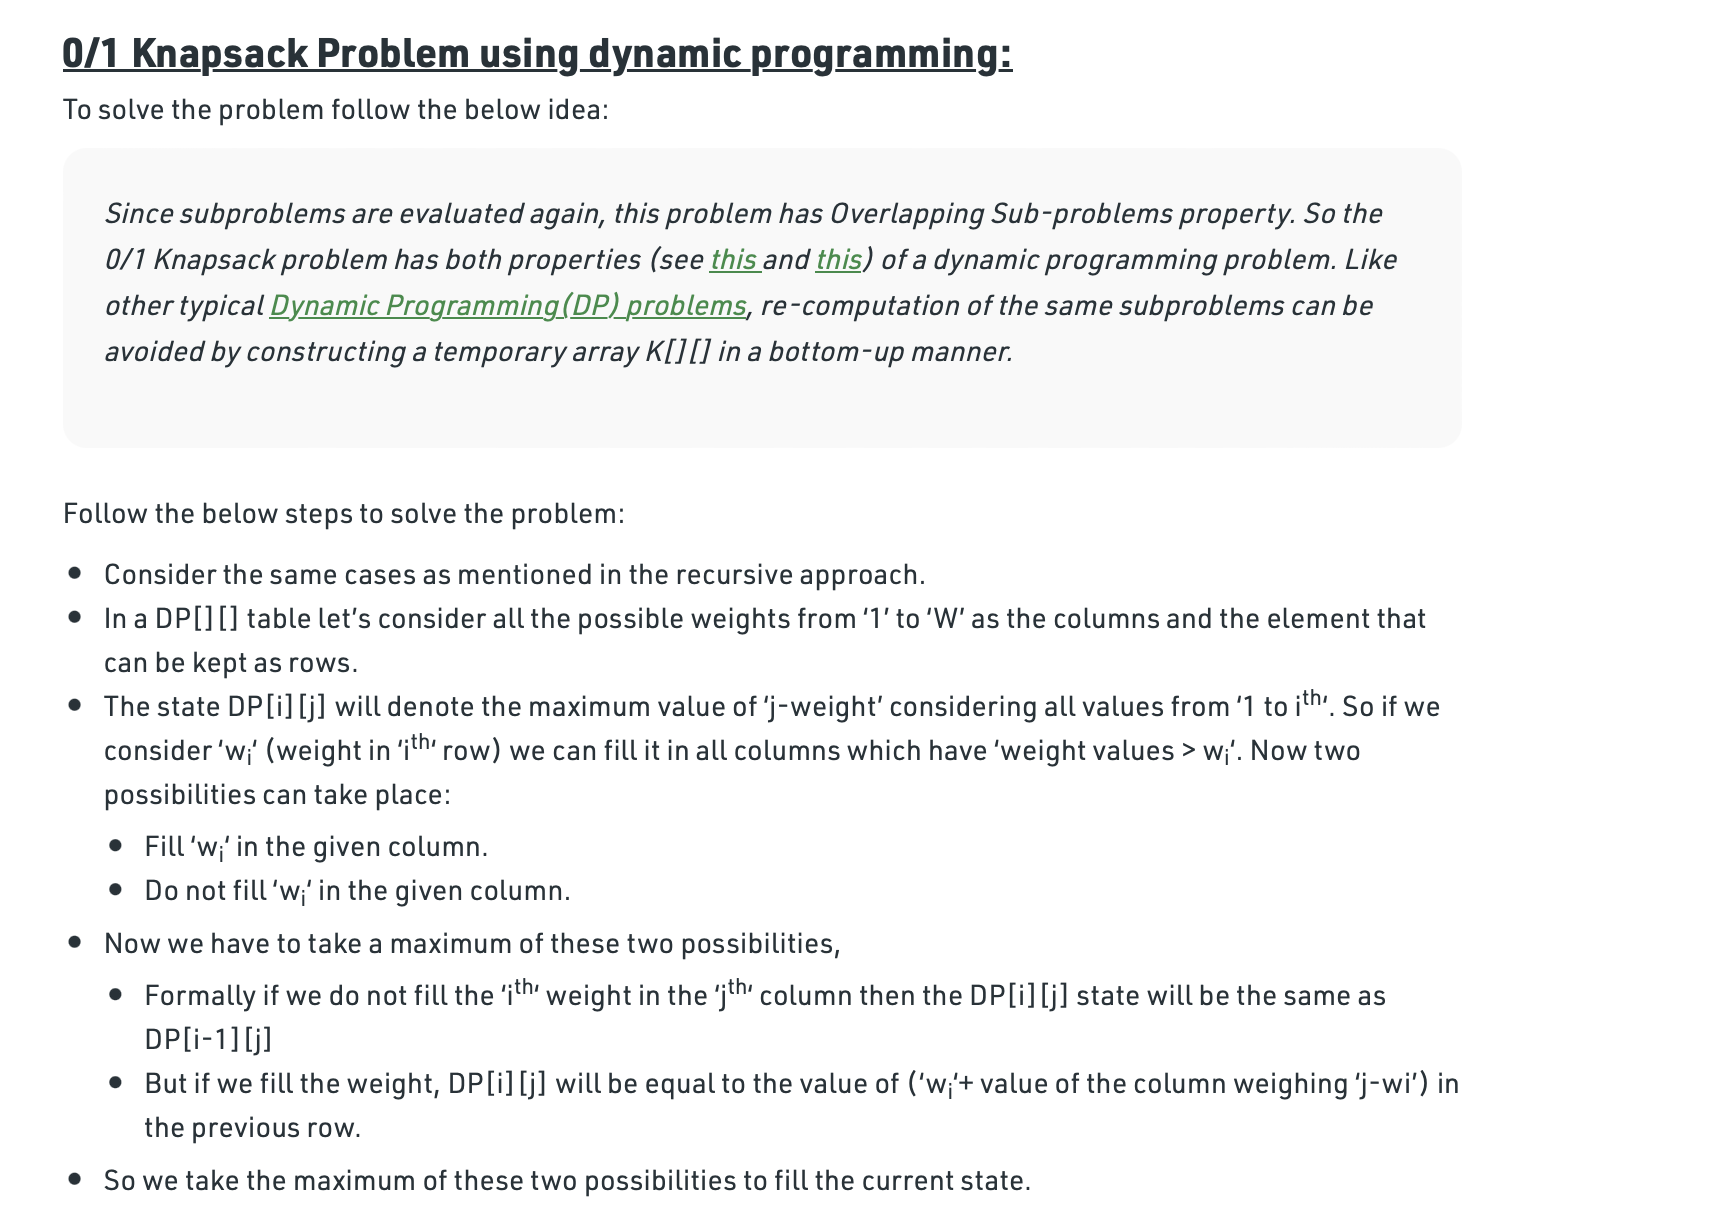 0/1 Knapsack Problem using dynamic programming:
To solve the problem follow the below idea:
Since subproblems are evaluated again, this problem has Overlapping Sub-problems property. So the
0/1 Knapsack problem has both properties (see this and this) of a dynamic programming problem. Like
other typical Dynamic Programming(DP) problems, re-computation of the same subproblems can be
avoided by constructing a temporary array K[][] in a bottom-up manner.
Follow the below steps to solve the problem:
• Consider the same cases as mentioned in the recursive approach.
• In a DP[][] table let’s consider all the possible weights from ‘1’ to ‘W’ as the columns and the element that
can be kept as rows.
• The state DP[i][j] will denote the maximum value of ‘j-weight’ considering all values from ‘1 to iᵗʰ’. So if we
consider ‘wᵢ’ (weight in ‘iᵗʰ’ row) we can fill it in all columns which have ‘weight values > wᵢ’. Now two
possibilities can take place:
• Fill ‘wᵢ’ in the given column.
• Do not fill ‘wᵢ’ in the given column.
• Now we have to take a maximum of these two possibilities,
• Formally if we do not fill the ‘iᵗʰ’ weight in the ‘jᵗʰ’ column then the DP[i][j] state will be the same as
DP[i-1][j]
• But if we fill the weight, DP[i][j] will be equal to the value of (‘wᵢ’+ value of the column weighing ‘j-wi’) in
the previous row.
• So we take the maximum of these two possibilities to fill the current state.